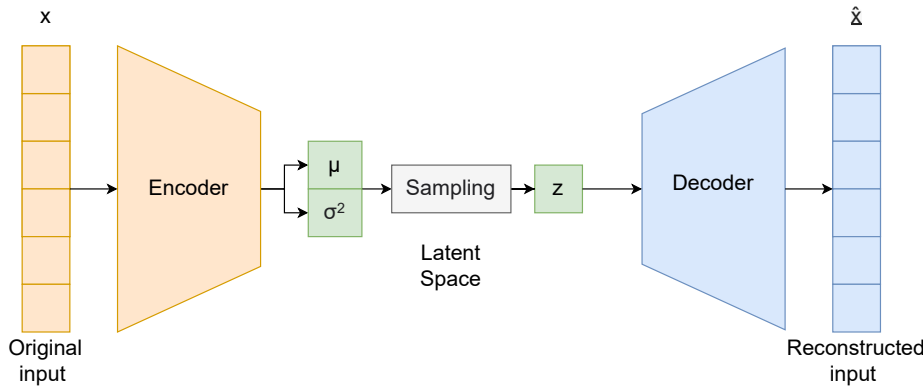 x
x̂
Encoder
μ
σ²
Sampling
z
Decoder
Latent
Space
Original
input
Reconstructed
input